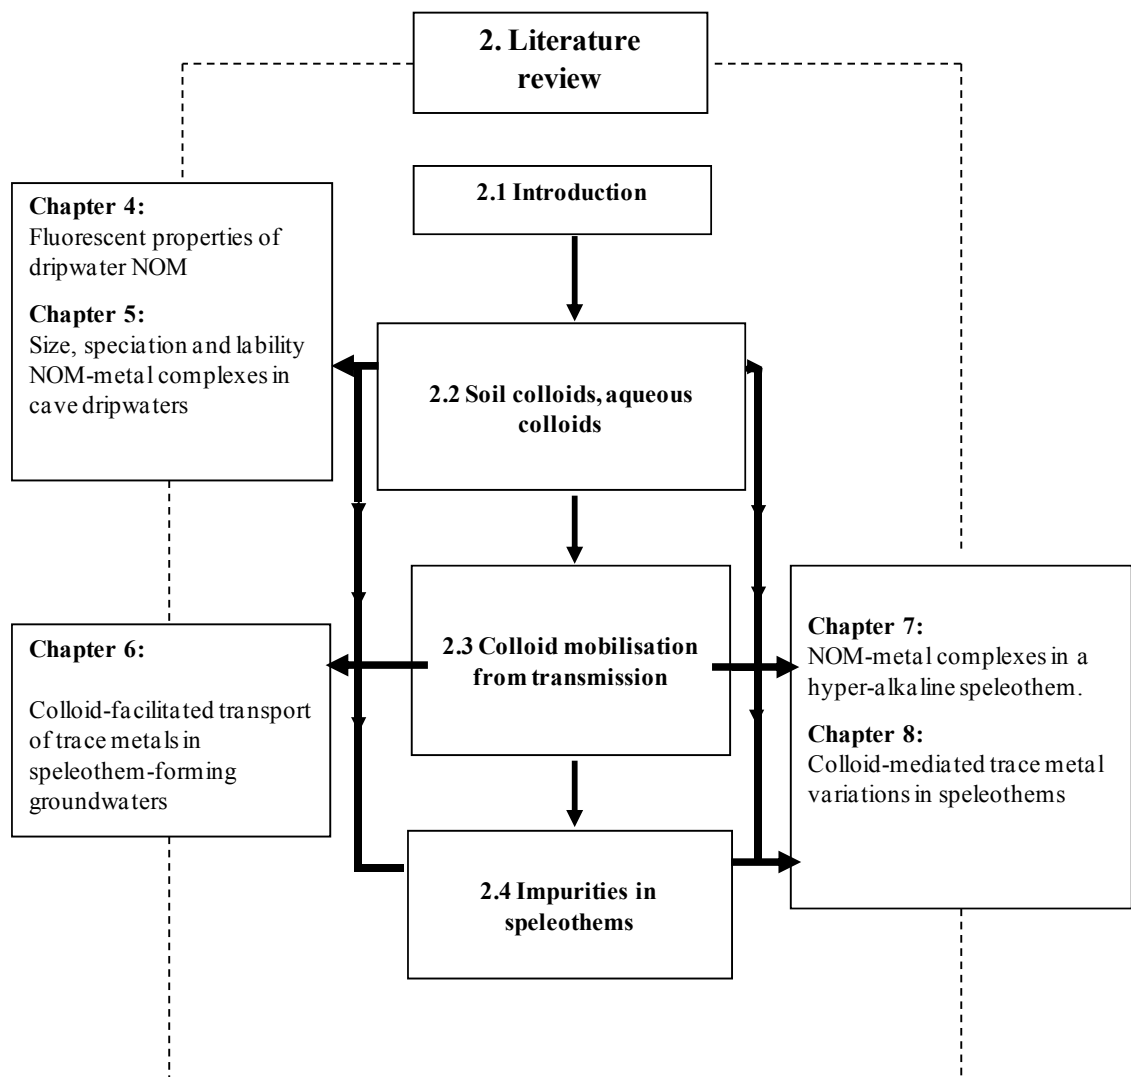 2. Literature
review
2.1 Introduction
Chapter 4:
Fluorescent properties of
dripwater NOM
Chapter 5:
Size, speciation and lability
NOM-metal complexes in
cave dripwaters
2.2 Soil colloids, aqueous
colloids
2.3 Colloid mobilisation
from transmission
Chapter 6:
Colloid-facilitated transport
of trace metals in
speleothem-forming
groundwaters
Chapter 7:
NOM-metal complexes in a
hyper-alkaline speleothem.
Chapter 8:
Colloid-mediated trace metal
variations in speleothems
2.4 Impurities in
speleothems